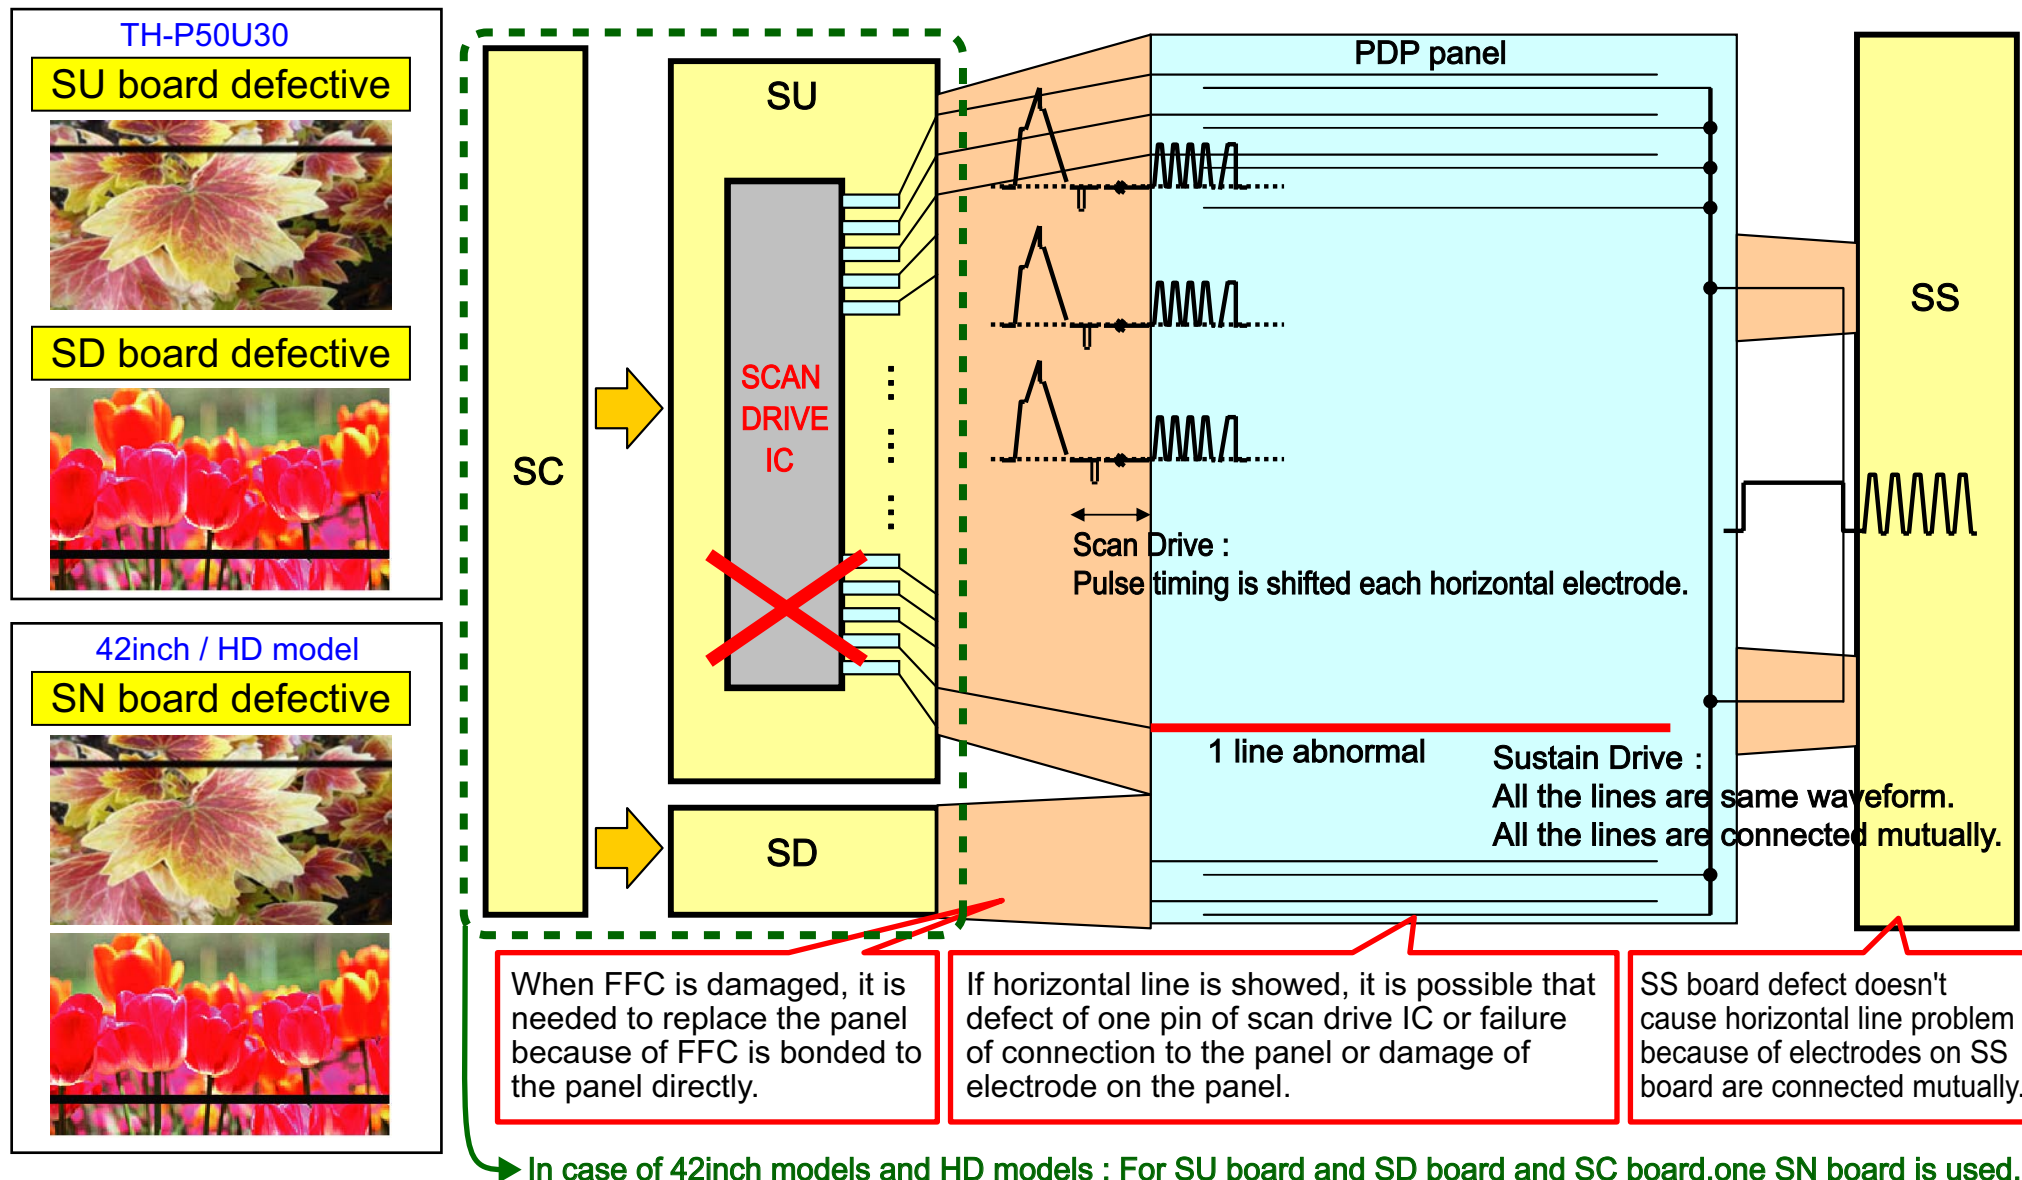 TH-P50U30
SU board defective
SD board defective
42inch / HD model
SN board defective
SC
SU
SCAN
DRIVE
IC
SD
PDP panel
SS
Scan Drive :
Pulse timing is shifted each horizontal electrode.
1 line abnormal
Sustain Drive :
All the lines are same waveform.
All the lines are connected mutually.
When FFC is damaged, it is
needed to replace the panel
because of FFC is bonded to
the panel directly.
If horizontal line is showed, it is possible that
defect of one pin of scan drive IC or failure
of connection to the panel or damage of
electrode on the panel.
SS board defect doesn't
cause horizontal line problem
because of electrodes on SS
board are connected mutually.
In case of 42inch models and HD models : For SU board and SD board and SC board,one SN board is used.